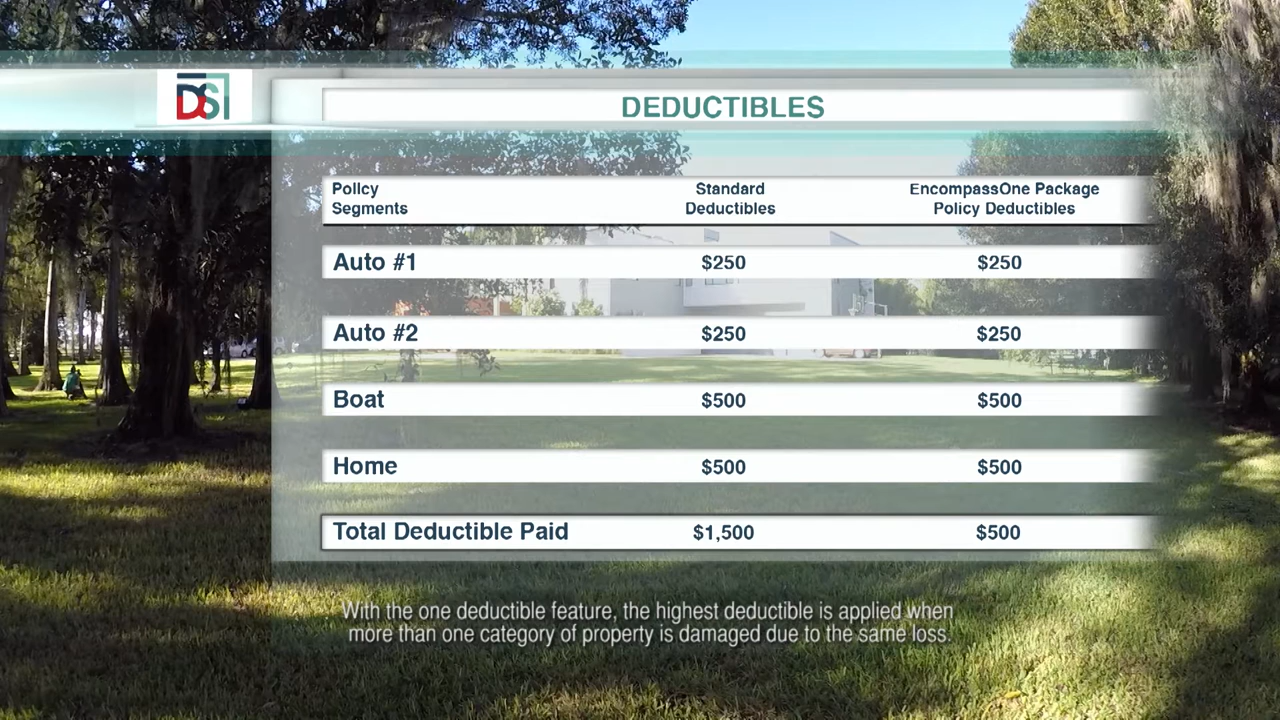 DSI
DEDUCTIBLES
Policy Segments Standard Deductibles EncompassOne Package Policy Deductibles
Auto #1 $250 $250
Auto #2 $250 $250
Boat $500 $500
Home $500 $500
Total Deductible Paid $1,500 $500
With the one deductible feature, the highest deductible is applied when
more than one category of property is damaged due to the same loss.